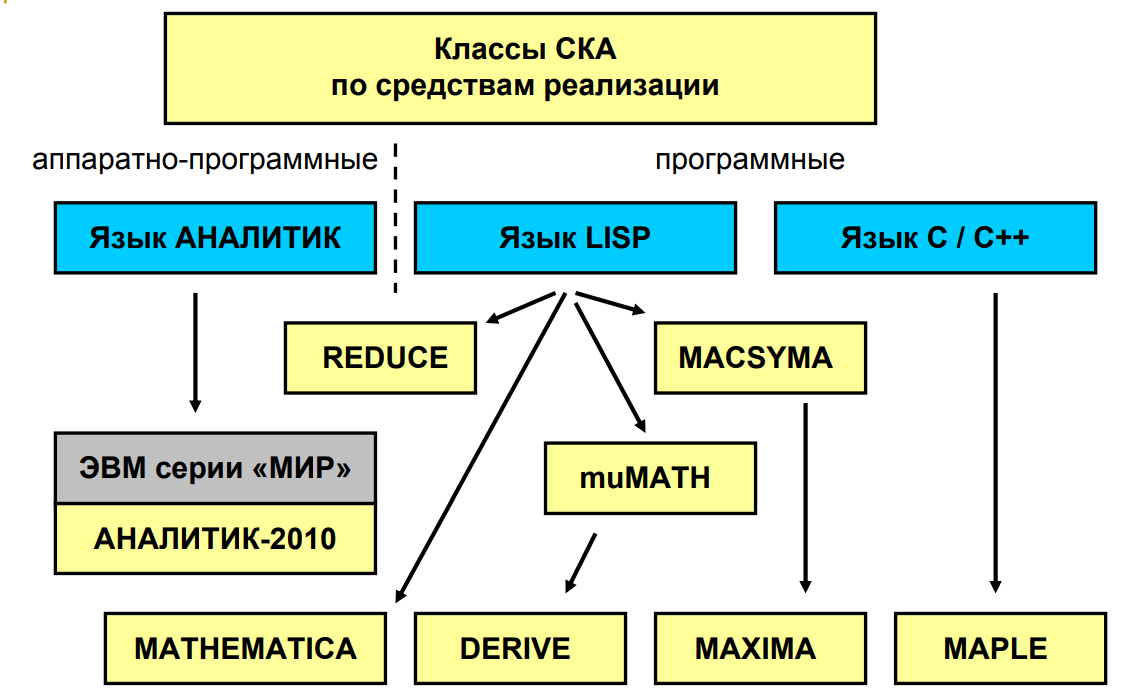 Классы СКА
по средствам реализации
аппаратно-программные
программные
Язык АНАЛИТИК
Язык LISP
Язык C / C++
REDUCE
MACSYMA
ЭВМ серии «МИР»
muMATH
АНАЛИТИК-2010
MATHEMATICA
DERIVE
MAXIMA
MAPLE